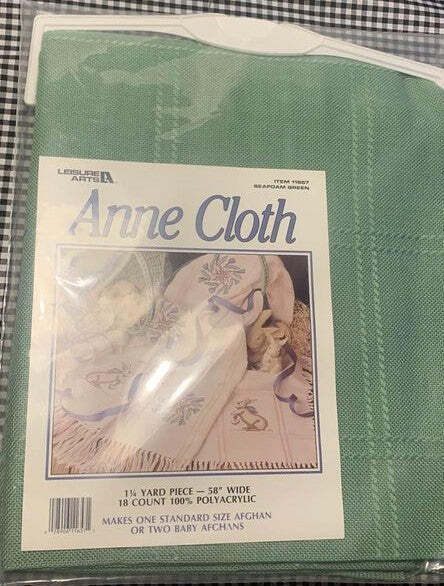 LEISURE
ARTS
ITEM 11667
SEAFOAM GREEN
Anne Cloth
1¼ YARD PIECE — 58" WIDE
18 COUNT 100% POLYACRYLIC
MAKES ONE STANDARD SIZE AFGHAN
OR TWO BABY AFGHANS